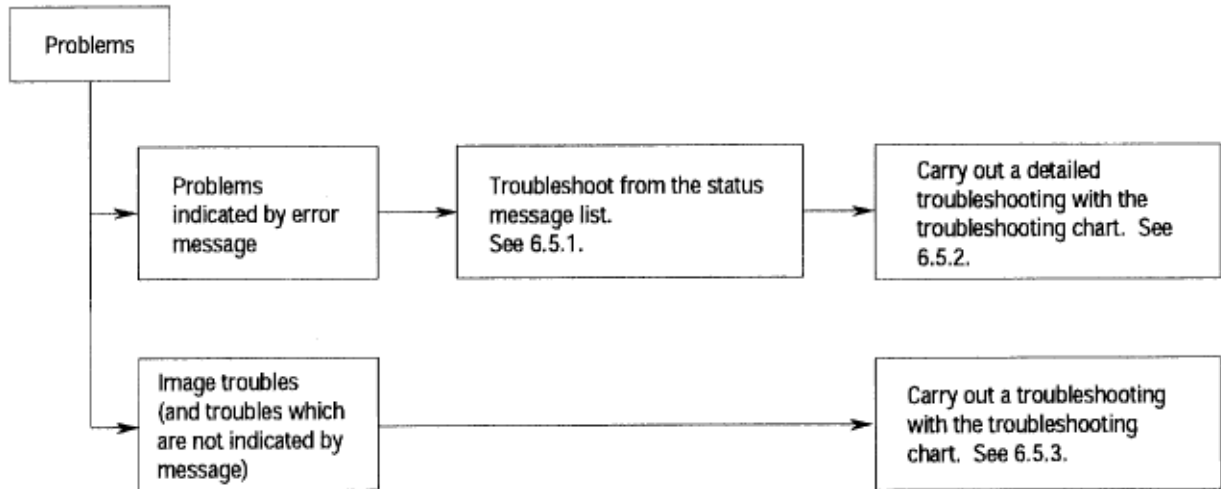 Problems
Problems
indicated by error
message
Troubleshoot from the status
message list.
See 6.5.1.
Carry out a detailed
troubleshooting with the
troubleshooting chart. See
6.5.2.
Image troubles
(and troubles which
are not indicated by
message)
Carry out a troubleshooting
with the troubleshooting
chart. See 6.5.3.